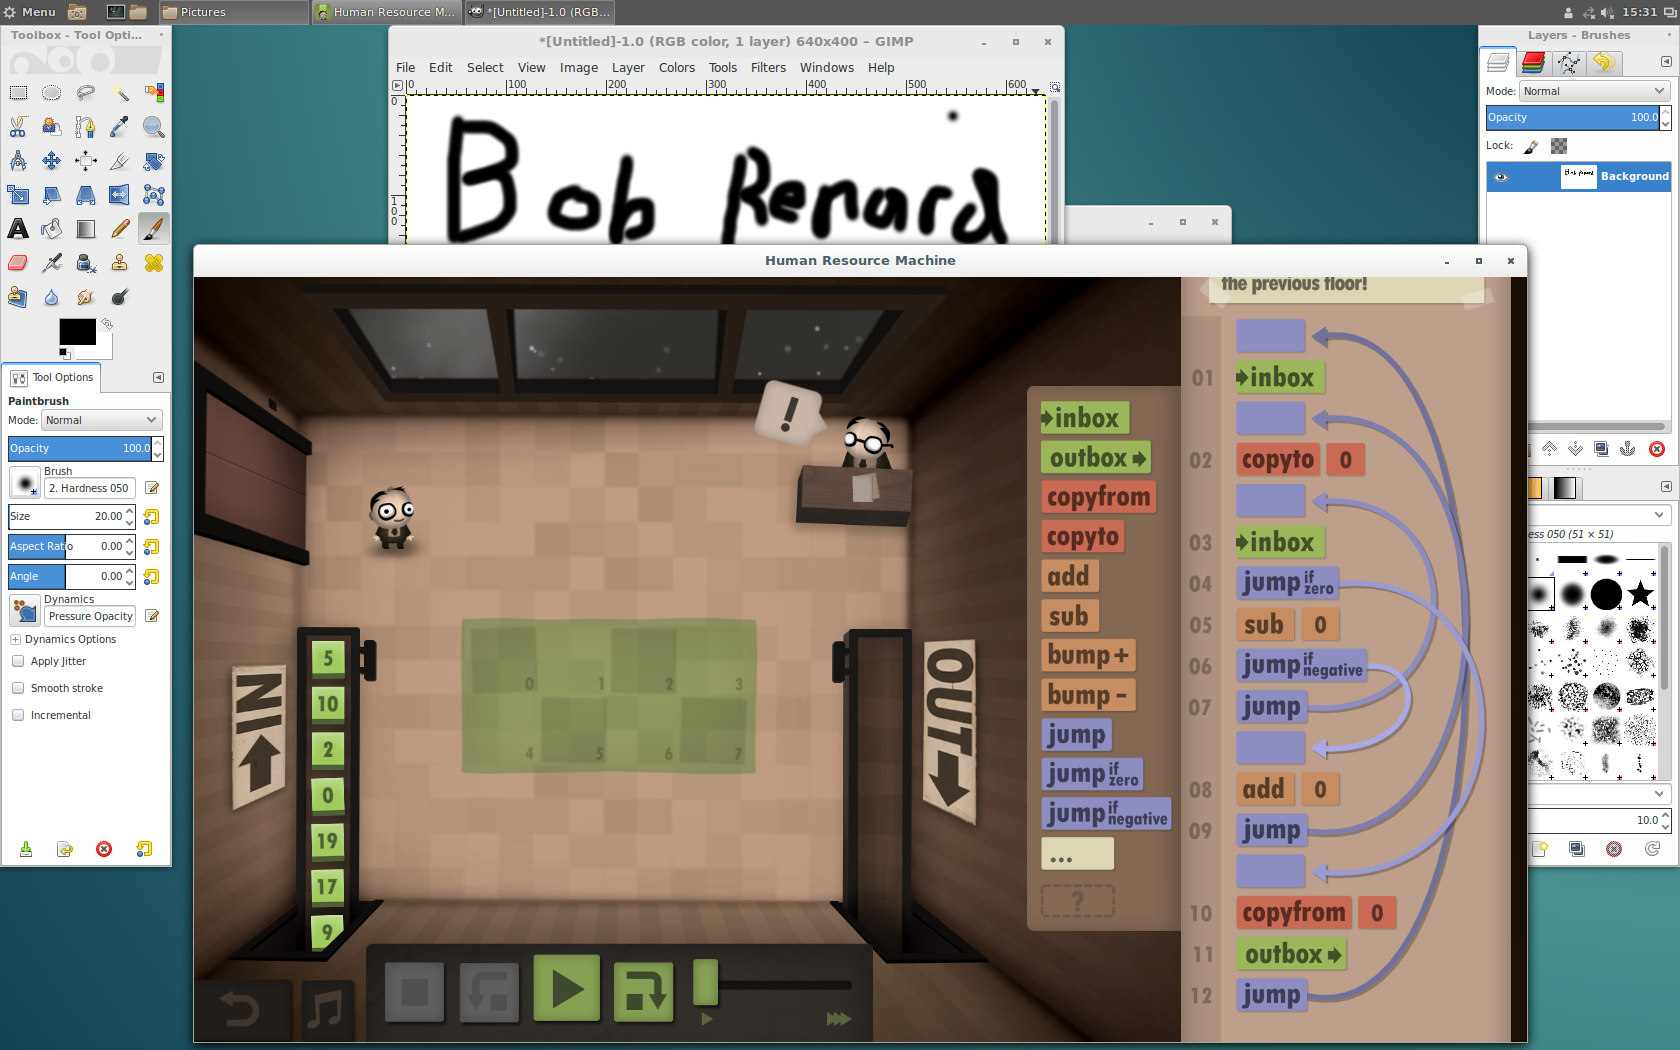 Menu
Pictures
Human Resource M...
*[Untitled]-1.0 (RGB...
15:31
Toolbox - Tool Opti...
*[Untitled]-1.0 (RGB color, 1 layer) 640x400 – GIMP
Layers - Brushes
File Edit Select View Image Layer Colors Tools Filters Windows Help
0 100 200 300 400 500 600
0
100
Bob Renard
Mode: Normal
Opacity 100.0
Lock:
Background
Tool Options
Paintbrush
Mode: Normal
Opacity 100.0
Brush
2. Hardness 050
Size 20.00
Aspect Ratio 0.00
Angle 0.00
Dynamics
Pressure Opacity
Dynamics Options
Apply Jitter
Smooth stroke
Incremental
ess 050 (51 × 51)
10.0
Human Resource Machine
the previous floor!
!
IN
5
10
2
0
19
17
9
0 1 2 3
4 5 6 7
OUT
inbox
outbox
copyfrom
copyto
add
sub
bump +
bump -
jump
jump if zero
jump if negative
...
?
01 inbox
02 copyto 0
03 inbox
04 jump if zero
05 sub 0
06 jump if negative
07 jump
08 add 0
09 jump
10 copyfrom 0
11 outbox
12 jump